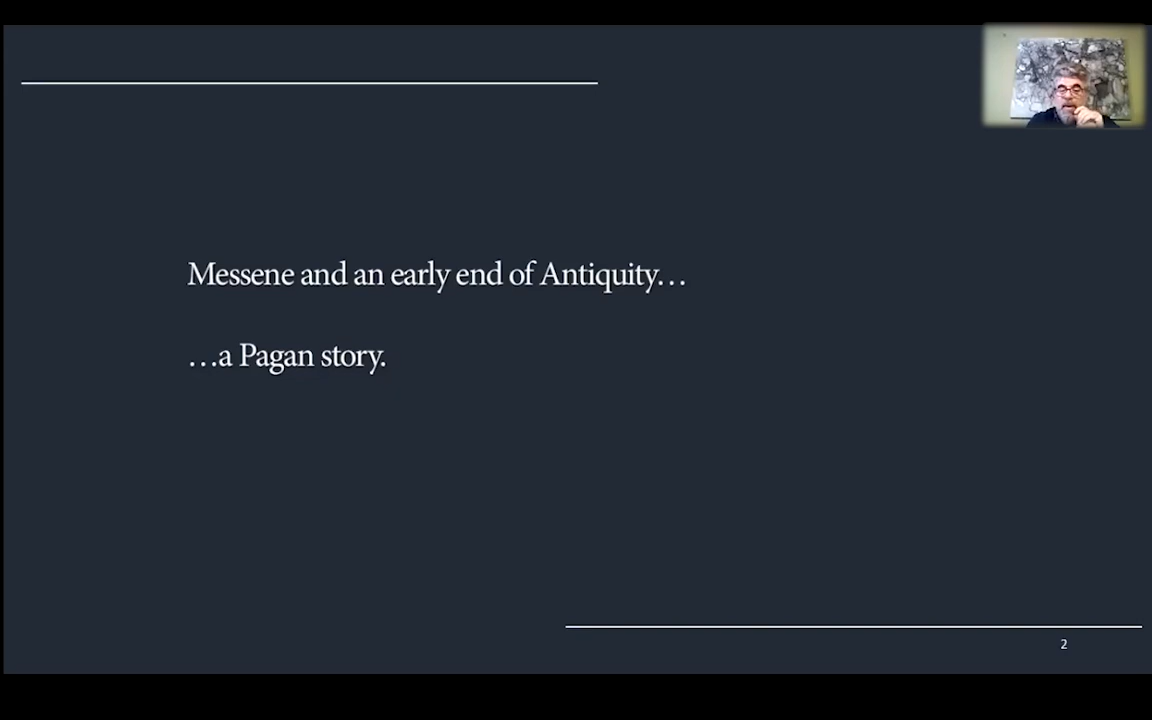 Messene and an early end of Antiquity…
…a Pagan story.
2